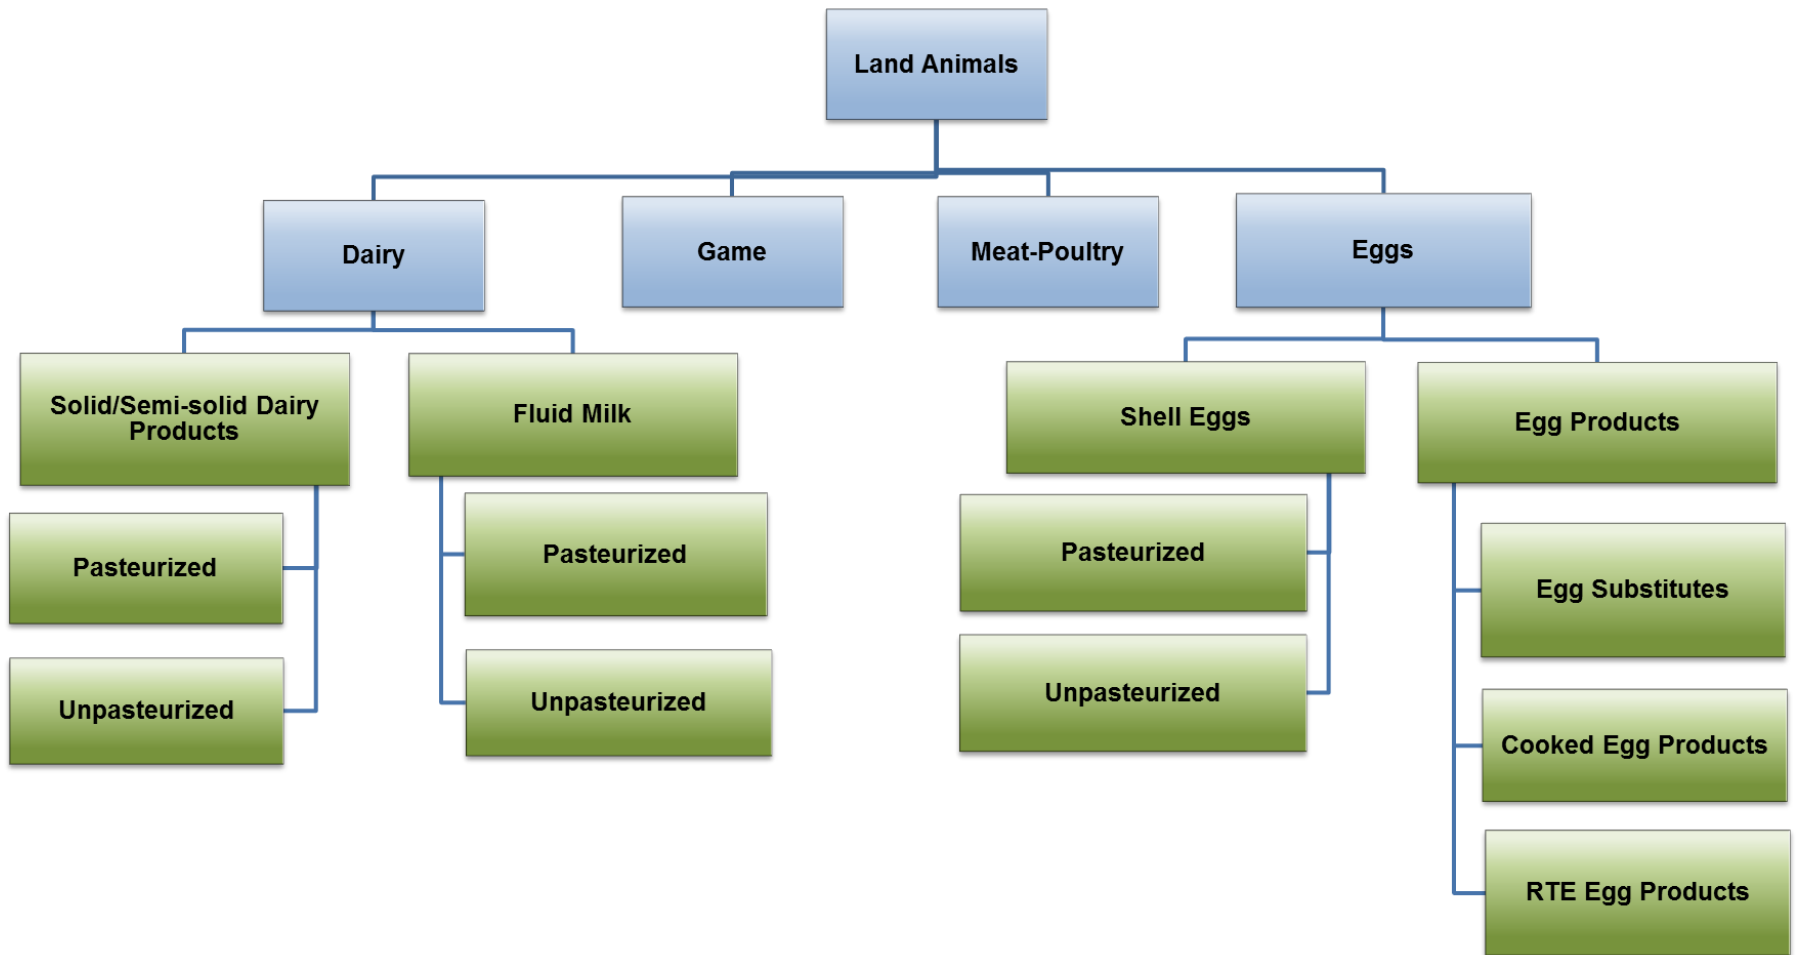 Land Animals
Dairy
Game
Meat-Poultry
Eggs
Solid/Semi-solid Dairy
Products
Fluid Milk
Shell Eggs
Egg Products
Pasteurized
Unpasteurized
Pasteurized
Unpasteurized
Pasteurized
Unpasteurized
Egg Substitutes
Cooked Egg Products
RTE Egg Products